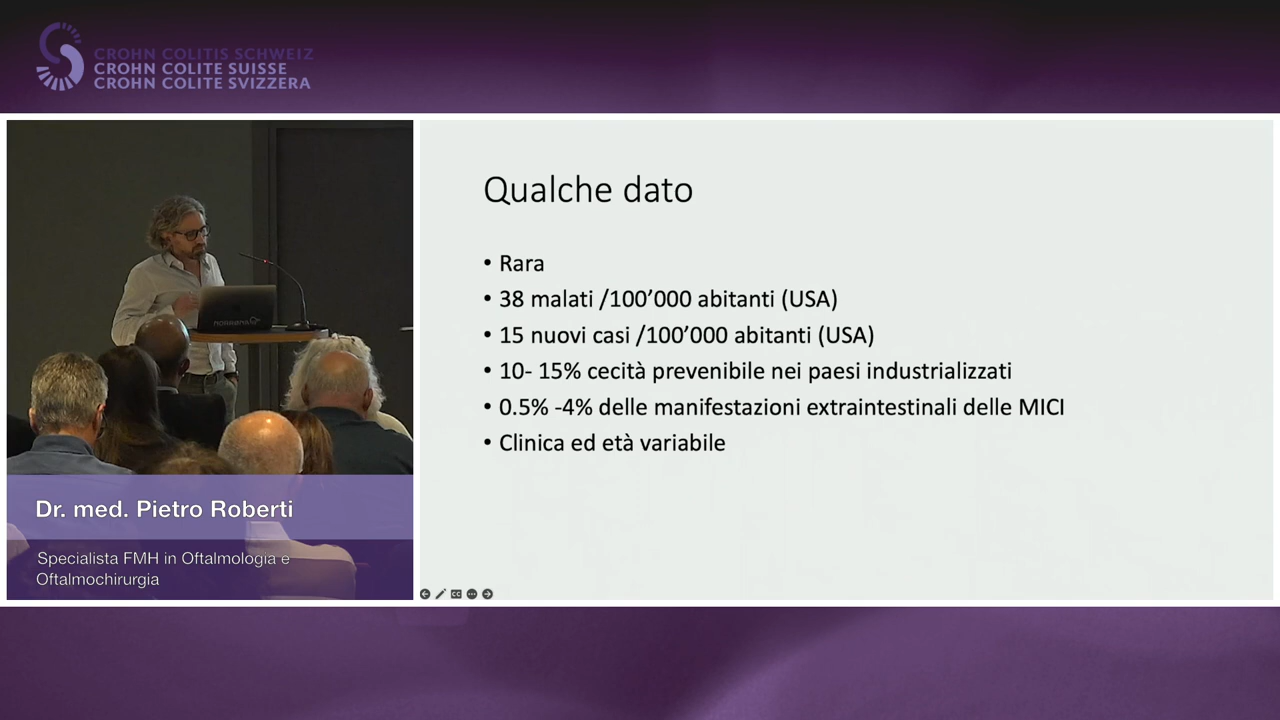 CROHN COLITIS SCHWEIZ
CROHN COLITE SUISSE
CROHN COLITE SVIZZERA
Qualche dato
• Rara
• 38 malati /100’000 abitanti (USA)
• 15 nuovi casi /100’000 abitanti (USA)
• 10- 15% cecità prevenibile nei paesi industrializzati
• 0.5% -4% delle manifestazioni extraintestinali delle MICI
• Clinica ed età variabile
Dr. med. Pietro Roberti
Specialista FMH in Oftalmologia e
Oftalmochirurgia